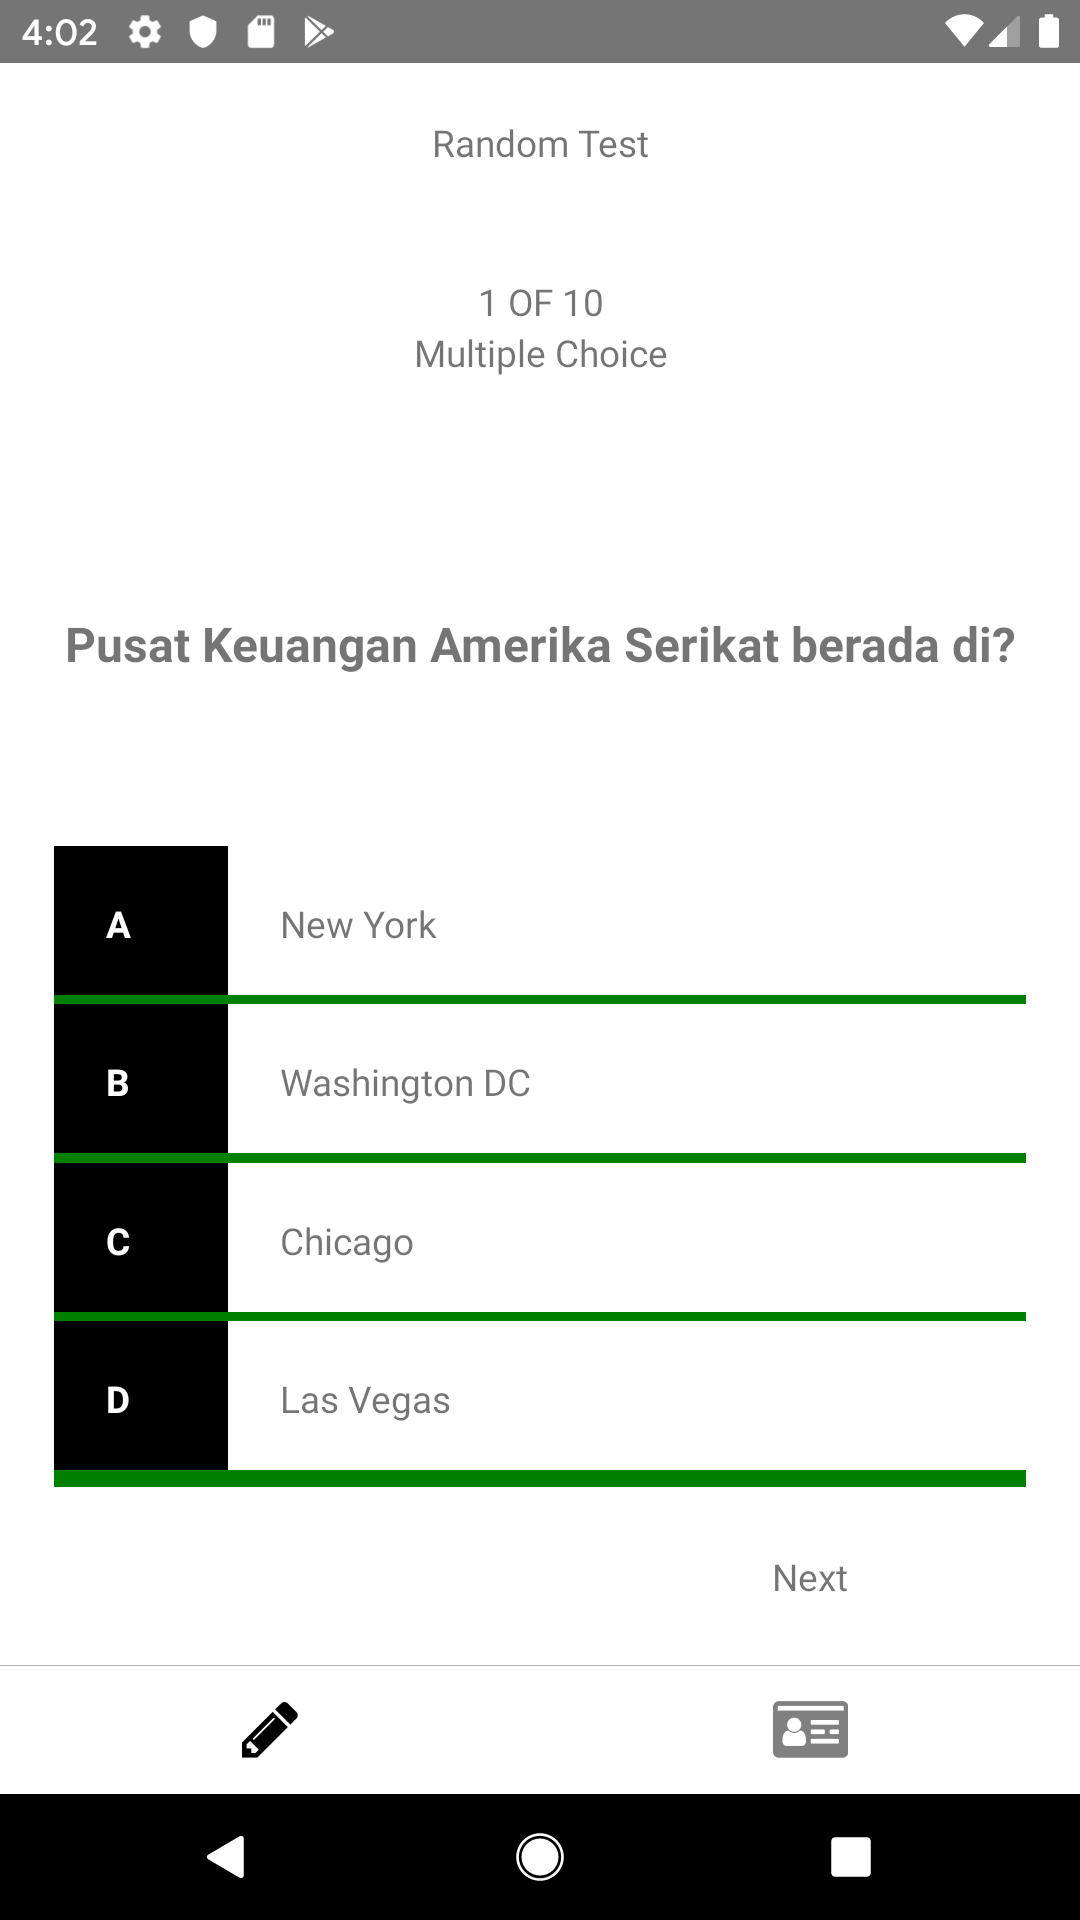 4:02
Random Test
1 OF 10
Multiple Choice
Pusat Keuangan Amerika Serikat berada di?
A New York
B Washington DC
C Chicago
D Las Vegas
Next